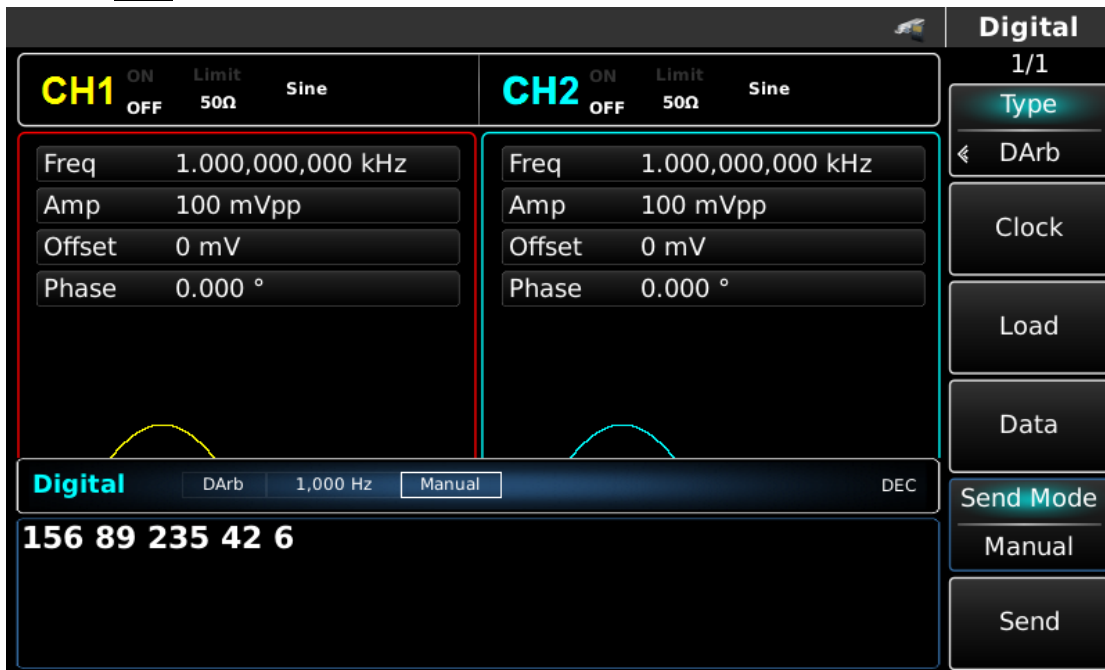 Digital
1/1
CH1 ON OFF Limit 50Ω Sine
CH2 ON OFF Limit 50Ω Sine
Type
DArb
Freq 1.000,000,000 kHz
Amp 100 mVpp
Offset 0 mV
Phase 0.000 °
Freq 1.000,000,000 kHz
Amp 100 mVpp
Offset 0 mV
Phase 0.000 °
Clock
Load
Data
Digital DArb 1,000 Hz Manual DEC
156 89 235 42 6
Send Mode
Manual
Send